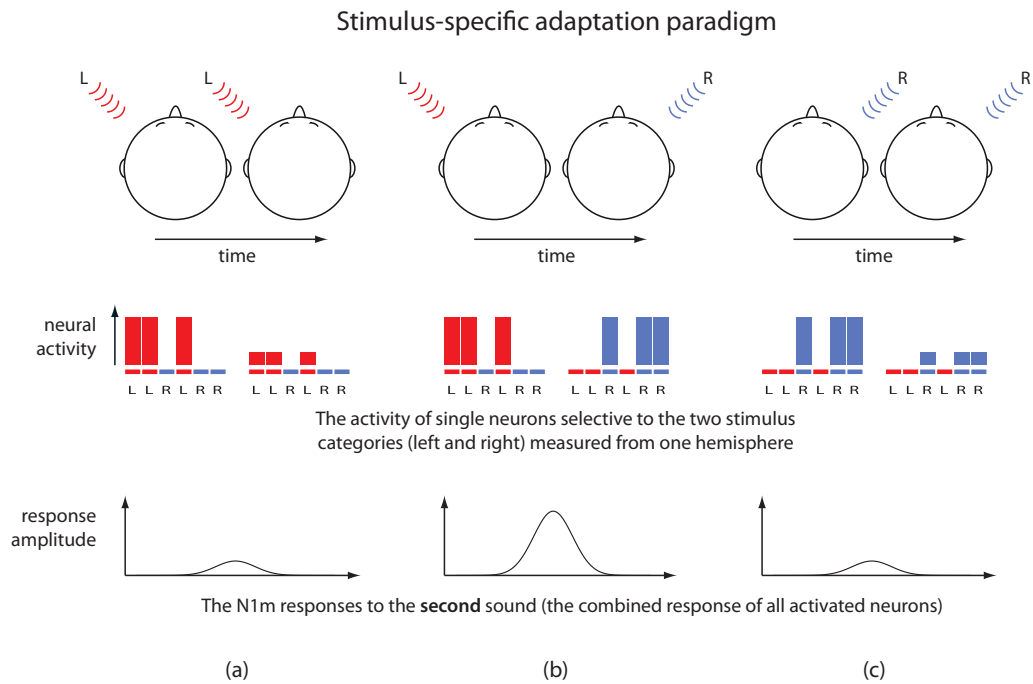 Stimulus-specific adaptation paradigm
L L L R R R
time time time
neural
activity
L L R L R R L L R L R R L L R L R R L L R L R R L L R L R R L L R L R R
The activity of single neurons selective to the two stimulus
categories (left and right) measured from one hemisphere
response
amplitude
The N1m responses to the second sound (the combined response of all activated neurons)
(a) (b) (c)